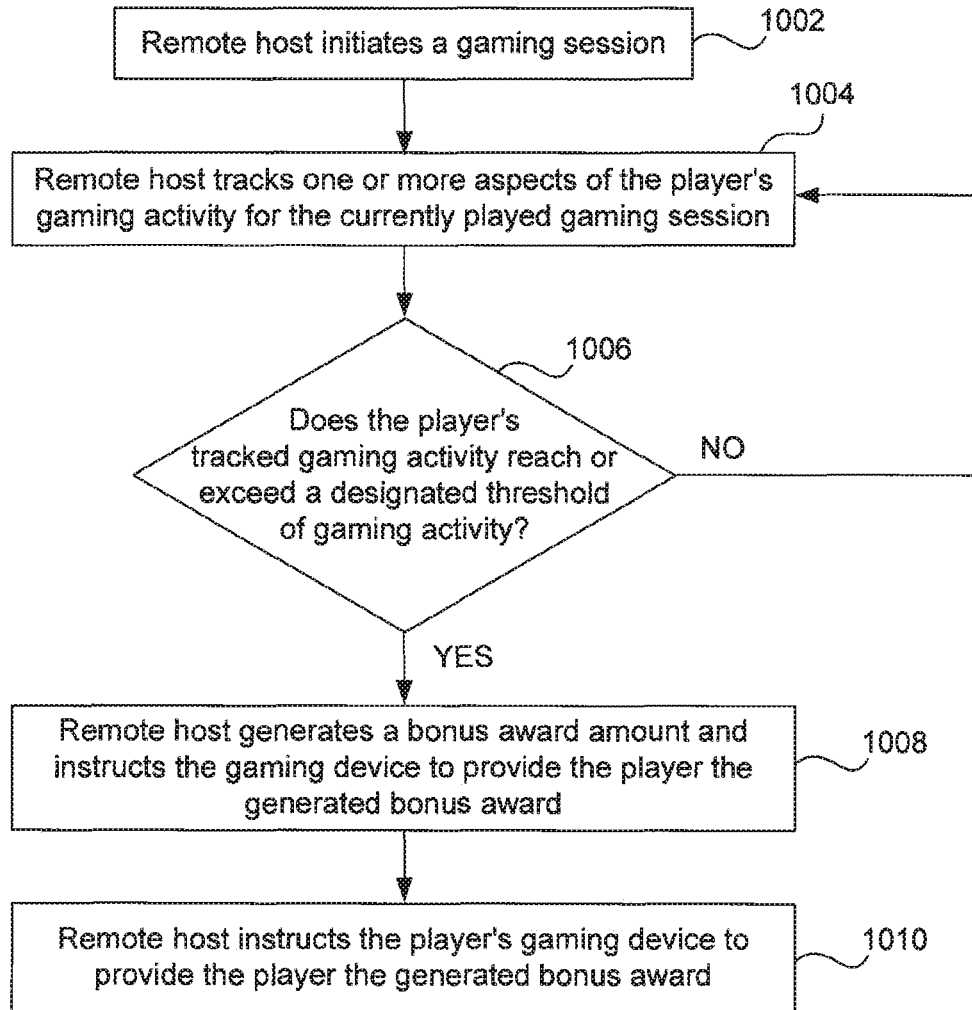 Remote host initiates a gaming session
1002
1004
Remote host tracks one or more aspects of the player's
gaming activity for the currently played gaming session
1006
Does the player's
tracked gaming activity reach or
exceed a designated threshold
of gaming activity?
NO
YES
Remote host generates a bonus award amount and
instructs the gaming device to provide the player the
generated bonus award
1008
Remote host instructs the player's gaming device to
provide the player the generated bonus award
1010